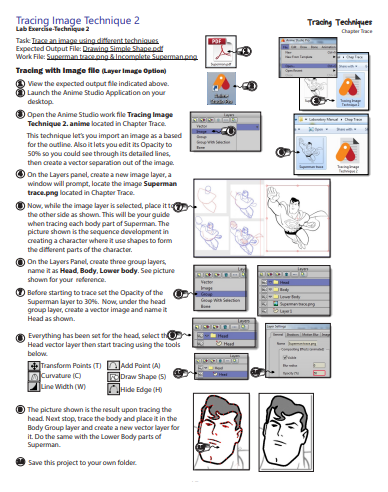 Tracing Image Technique 2
Lab Exercise-Technique 2
Tracing Techniques
Chapter Trace
Task: Trace an image using different techniques
Expected Output File: Drawing Simple Shape.pdf
Work File: Superman trace.png & Incomplete Superman.png
Tracing with Image file (Layer Image Option)
1 View the expected output file indicated above.
2 Launch the Anime Studio Application on your
desktop.
3 Open the Anime Studio work file Tracing Image
Technique 2. anime located in Chapter Trace.
This technique let's you import an image as a based
for the outline. Also it lets you edit its Opacity to
50% so you could see through its detailed lines,
then create a vector separation out of the image.
4 On the Layers panel, create a new image layer, a
window will prompt, locate the image Superman
trace.png located in Chapter Trace.
5 Now, while the image layer is selected, place it to
the other side as shown. This will be your guide
when tracing each body part of Superman. The
picture shown is the sequence development in
creating a character where it use shapes to form
the different parts of the character.
6 On the Layers Panel, create three group layers,
name it as Head, Body, Lower body. See picture
shown for your reference.
7 Before starting to trace set the Opacity of the
Superman layer to 30%. Now, under the head
group layer, create a vector image and name it
Head as shown.
8 Everything has been set for the head, select the
Head vector layer then start tracing using the tools
below.
Transform Points (T) Add Point (A)
Curvature (C) Draw Shape (S)
Line Width (W) Hide Edge (H)
9 The picture shown is the result upon tracing the
head. Next stop, trace the body and place it in the
Body Group layer and create a new vector layer for
it. Do the same with the Lower Body parts of
Superman.
10 Save this project to your own folder.
PDF
Layers
Vector
Image
Group
Group With Selection
Bone
Superman trace
Tracing Image
Technique 2
Layers
Head
Body
Lower Body
Superman trace.png
Layer 1
Layers
Head
Head
Layer Settings